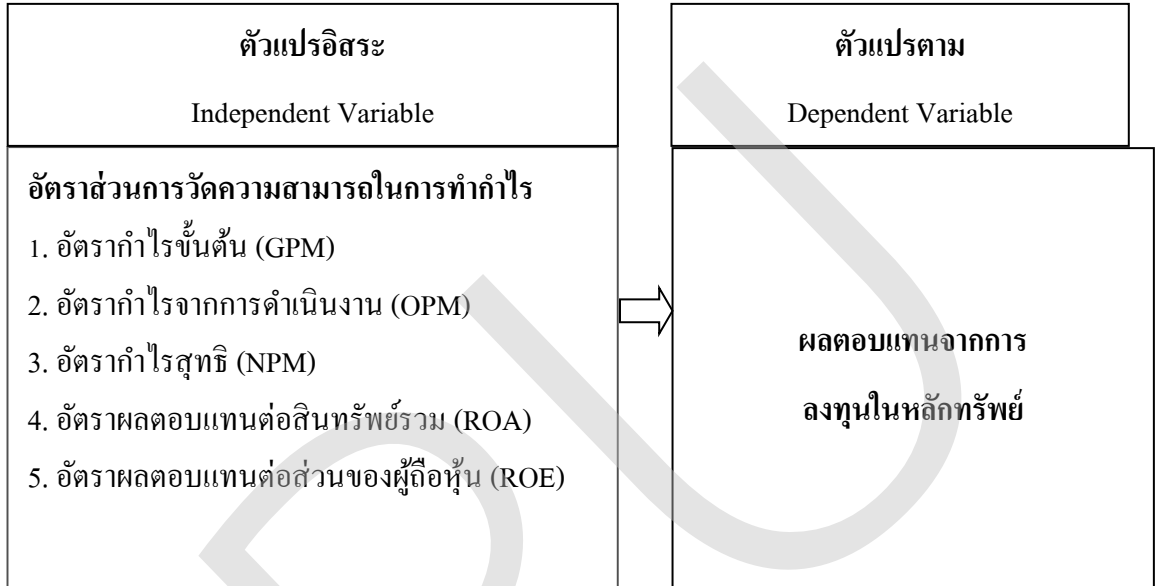 ตัวแปรอิสระ
Independent Variable
อัตราส่วนการวัดความสามารถในการทำกำไร
1. อัตรากำไรขั้นต้น (GPM)
2. อัตรากำไรจากการดำเนินงาน (OPM)
3. อัตรากำไรสุทธิ (NPM)
4. อัตราผลตอบแทนต่อสินทรัพย์รวม (ROA)
5. อัตราผลตอบแทนต่อส่วนของผู้ถือหุ้น (ROE)
ตัวแปรตาม
Dependent Variable
ผลตอบแทนจากการ
ลงทุนในหลักทรัพย์